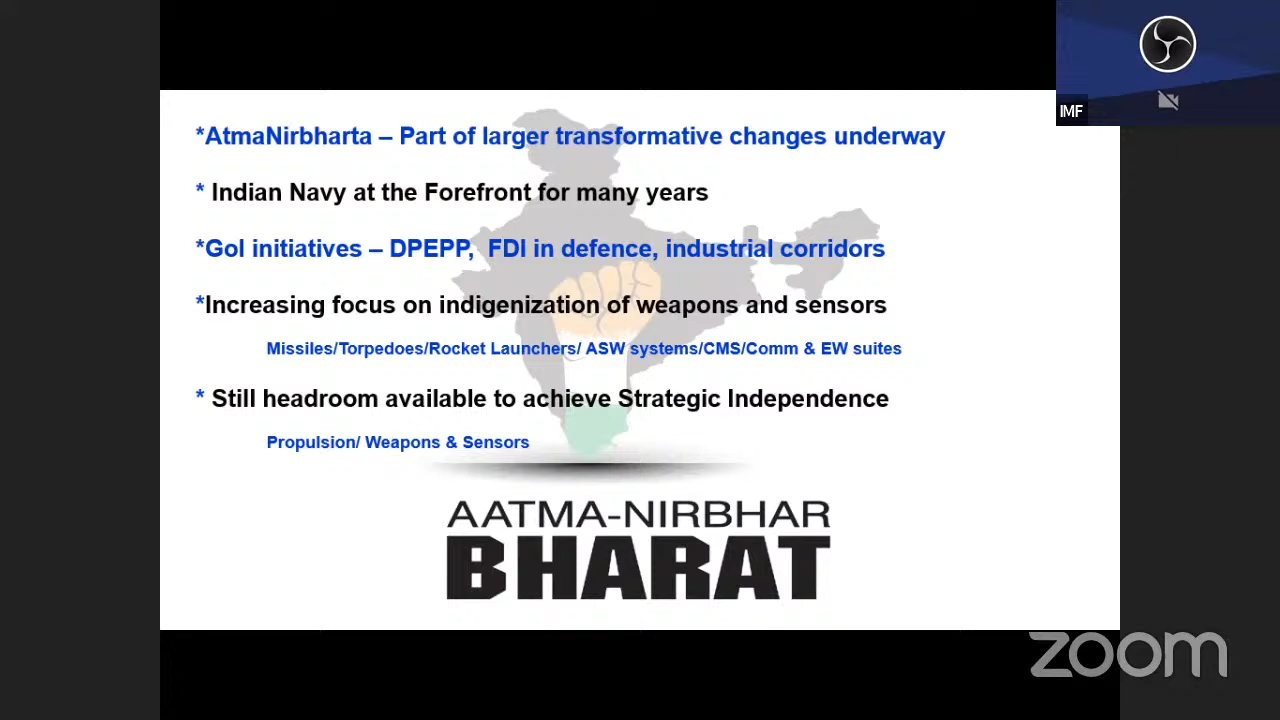 *AtmaNirbharta – Part of larger transformative changes underway
* Indian Navy at the Forefront for many years
*GoI initiatives – DPEPP, FDI in defence, industrial corridors
*Increasing focus on indigenization of weapons and sensors
Missiles/Torpedoes/Rocket Launchers/ ASW systems/CMS/Comm & EW suites
* Still headroom available to achieve Strategic Independence
Propulsion/ Weapons & Sensors
AATMA-NIRBHAR
BHARAT
IMF
zoom